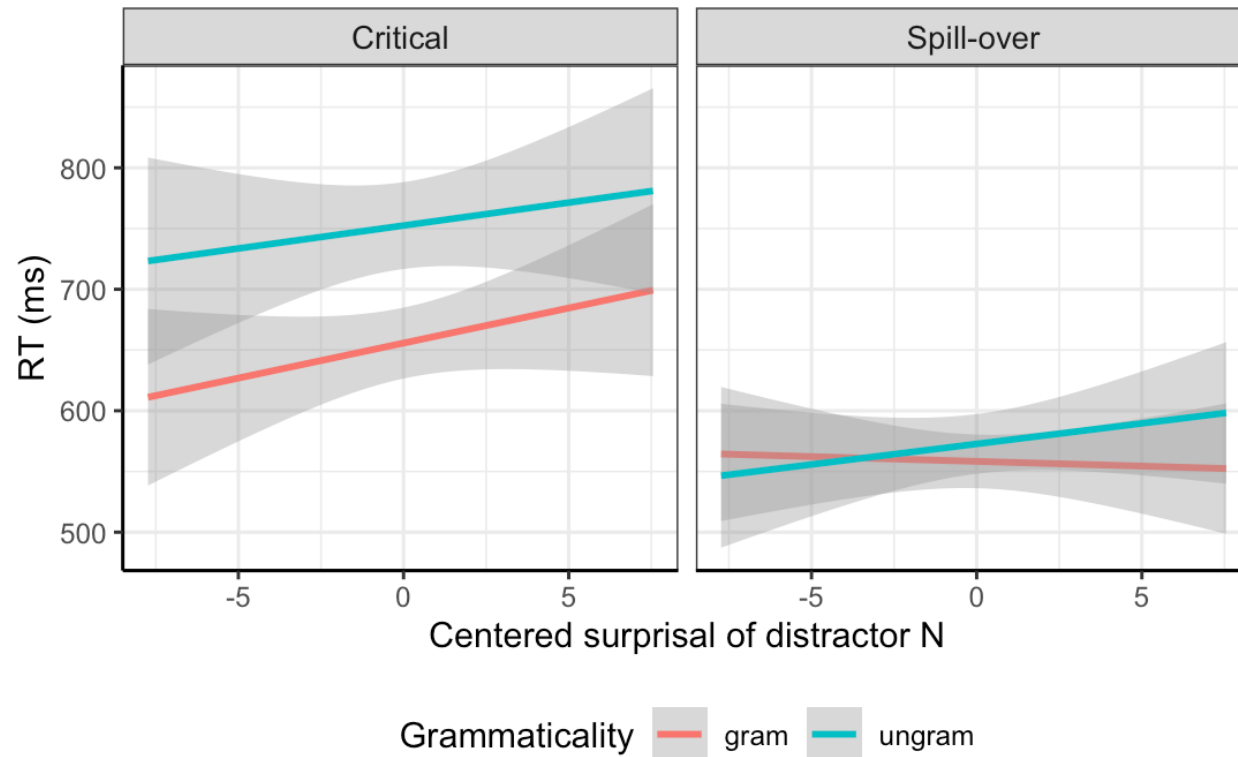 Critical
Spill-over
RT (ms)
800
700
600
500
-5 0 5
-5 0 5
Centered surprisal of distractor N
Grammaticality gram ungram